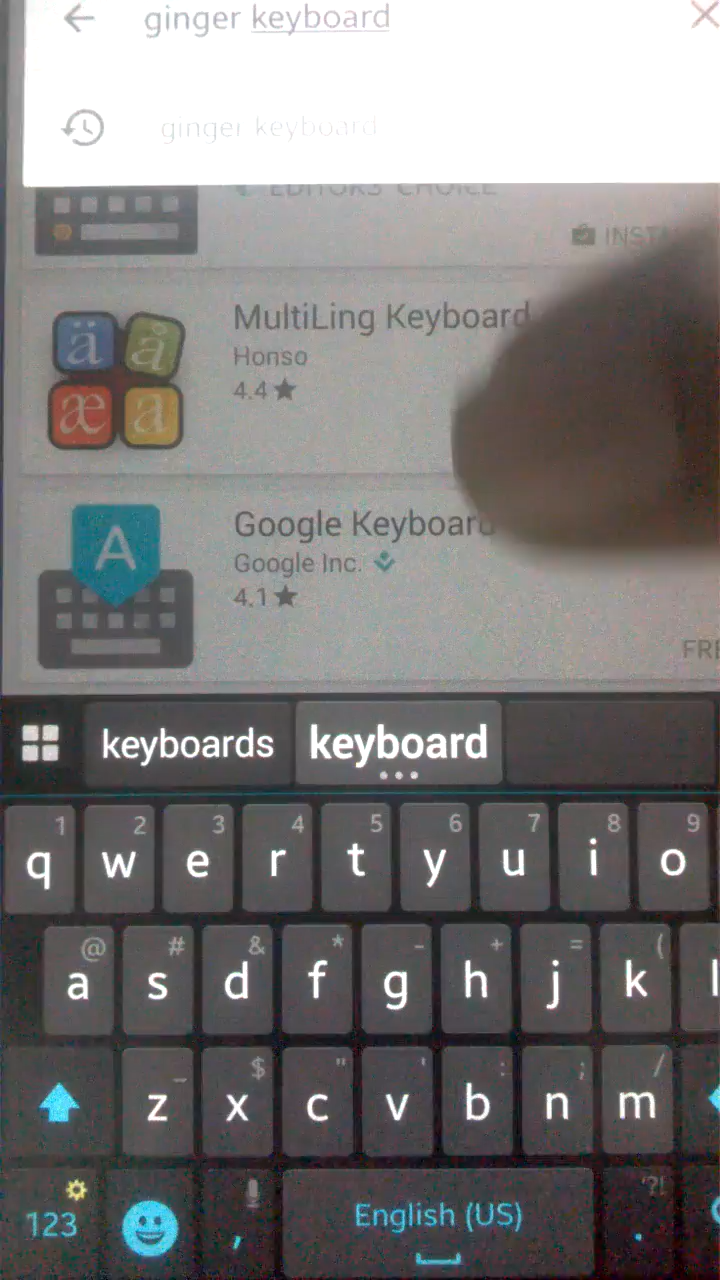 ginger keyboard
ginger keyboard
EDITORS' CHOICE
MultiLing Keyboard
Honso
4.4★
A
ä å
æ a
Google Keyboard
Google Inc.
4.1★
FRE
keyboards keyboard
1 2 3 4 5 6 7 8 9
q w e r t y u i o
@ # & * - + = (
a s d f g h j k l
_ $ " ' : ; /
z x c v b n m
'?!
123 , English (US) .